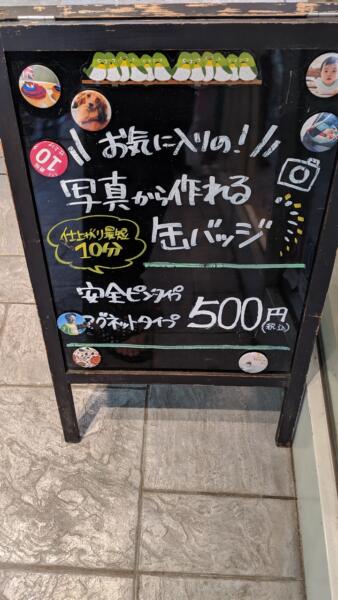 \\ お気に入りの! //
写真から作れる
缶バッジ
仕上がり最短
10分
安全ピンタイプ
マグネットタイプ
500円
(税込)
10